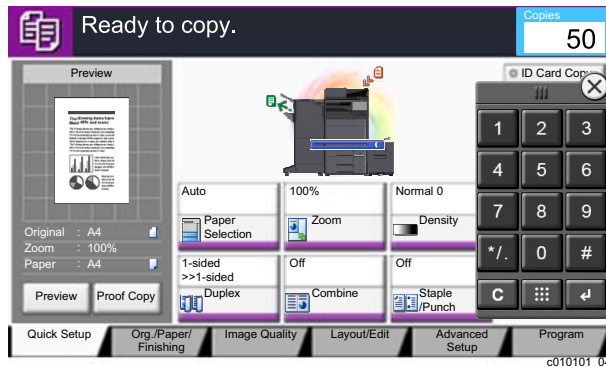 Ready to copy.
Copies
50
Preview
ID Card Copy
1 2 3
4 5 6
7 8 9
*/. 0 #
C
Original : A4
Zoom : 100%
Paper : A4
Preview
Proof Copy
Auto
Paper
Selection
100%
Zoom
Normal 0
Density
1-sided
>>1-sided
Duplex
Off
Combine
Off
Staple
/Punch
Quick Setup
Org./Paper/
Finishing
Image Quality
Layout/Edit
Advanced
Setup
Program
c010101_04